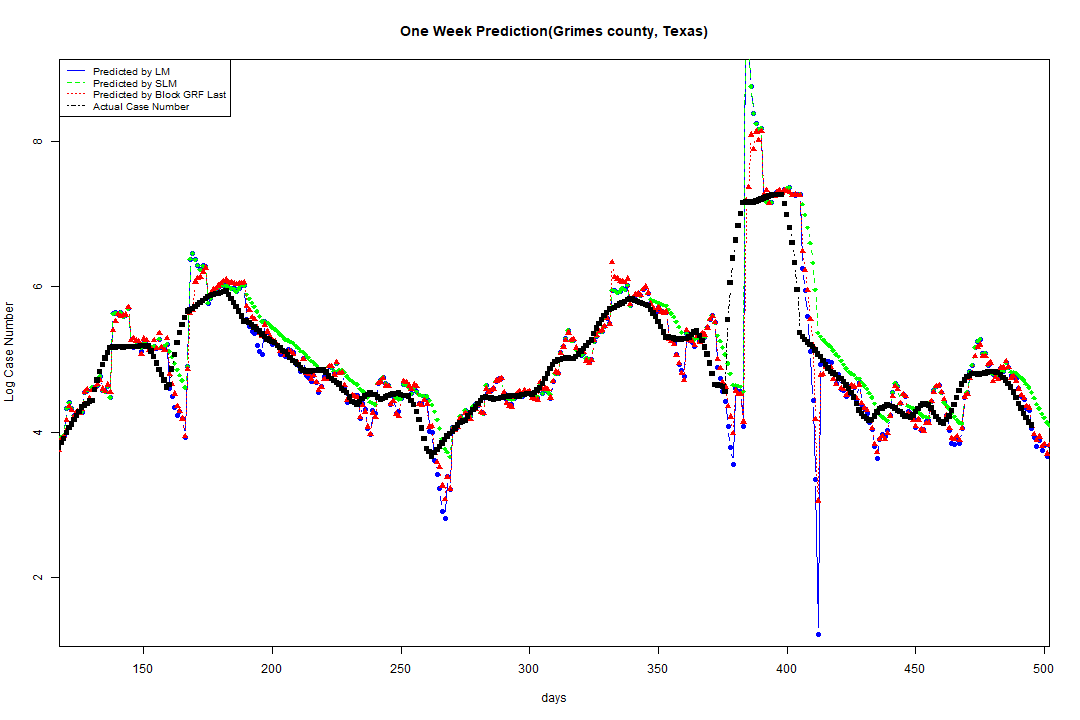 One Week Prediction(Grimes county, Texas)
Predicted by LM
Predicted by SLM
Predicted by Block GRF Last
Actual Case Number
Log Case Number
8
6
4
2
150 200 250 300 350 400 450 500
days